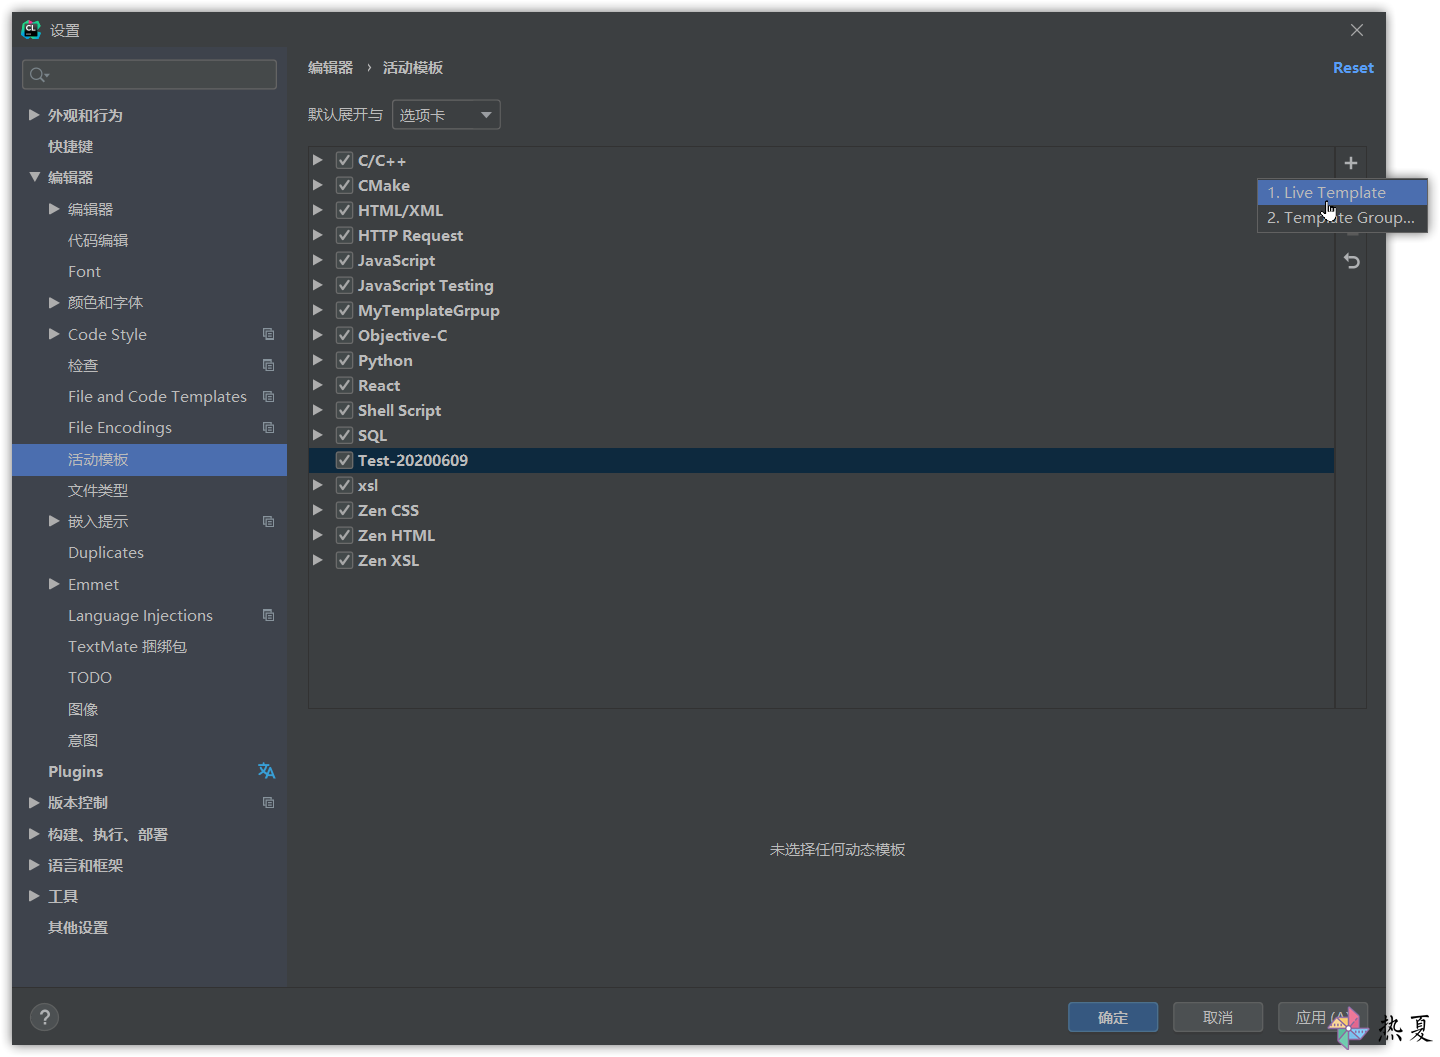 设置
编辑器 › 活动模板
Reset
默认展开与 选项卡
外观和行为
快捷键
编辑器
编辑器
代码编辑
Font
颜色和字体
Code Style
检查
File and Code Templates
File Encodings
活动模板
文件类型
嵌入提示
Duplicates
Emmet
Language Injections
TextMate 捆绑包
TODO
图像
意图
Plugins
版本控制
构建、执行、部署
语言和框架
工具
其他设置
C/C++
CMake
HTML/XML
HTTP Request
JavaScript
JavaScript Testing
MyTemplateGrpup
Objective-C
Python
React
Shell Script
SQL
Test-20200609
xsl
Zen CSS
Zen HTML
Zen XSL
1. Live Template
2. Template Group...
未选择任何动态模板
?
确定
取消
应用
热夏